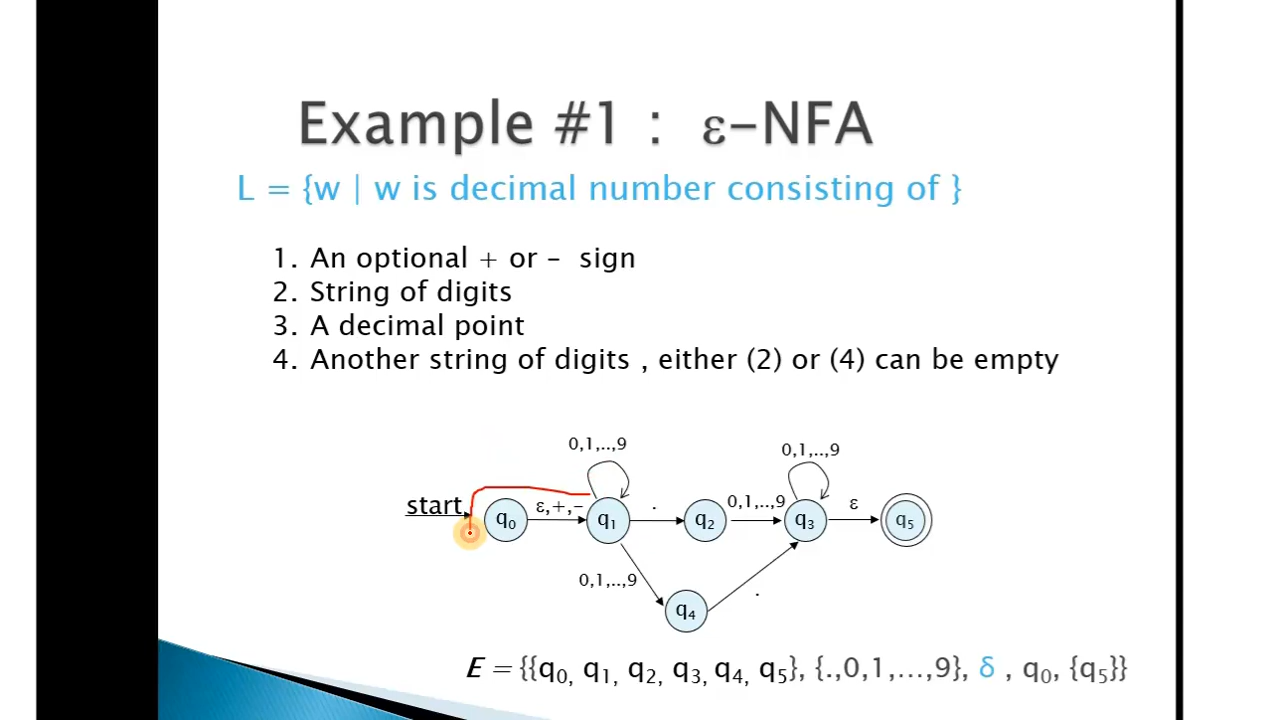 Example #1 : ε-NFA
L = {w | w is decimal number consisting of }
1. An optional + or - sign
2. String of digits
3. A decimal point
4. Another string of digits , either (2) or (4) can be empty
0,1,..,9
0,1,..,9
start
q₀
ε,+,-
q₁
.
q₂
0,1,..,9
q₃
ε
q₅
0,1,..,9
q₄
.
E = {{q₀, q₁, q₂, q₃, q₄, q₅}, {.,0,1,...,9}, δ , q₀, {q₅}}